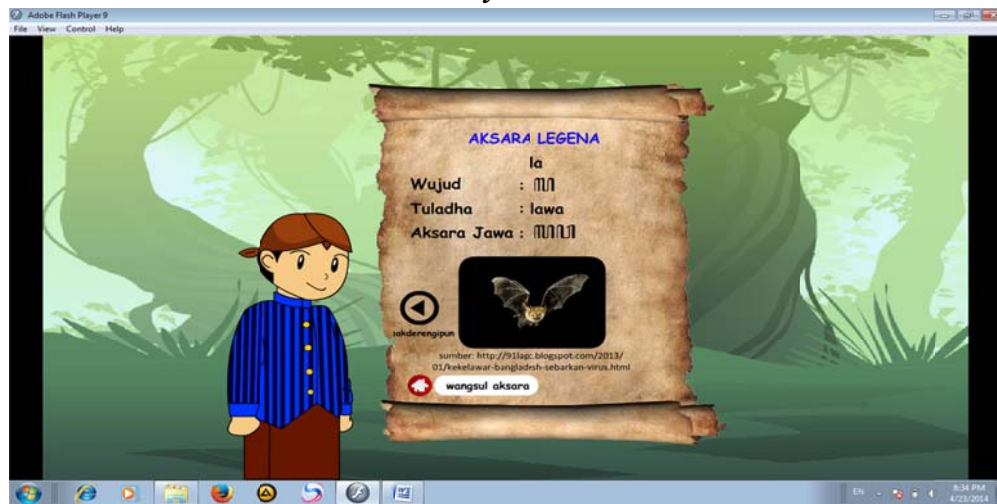 Adobe Flash Player 9
File View Control Help
AKSARA LEGENA
la
Wujud : ꦭ
Tuladha : lawa
Aksara Jawa : ꦭꦮ
sakderengipun
sumber: http://91lapc.blogspot.com/2013/
01/kekelawar-bangladesh-sebarkan-virus.html
wangsul aksara
EN
8:34 PM
4/23/2014